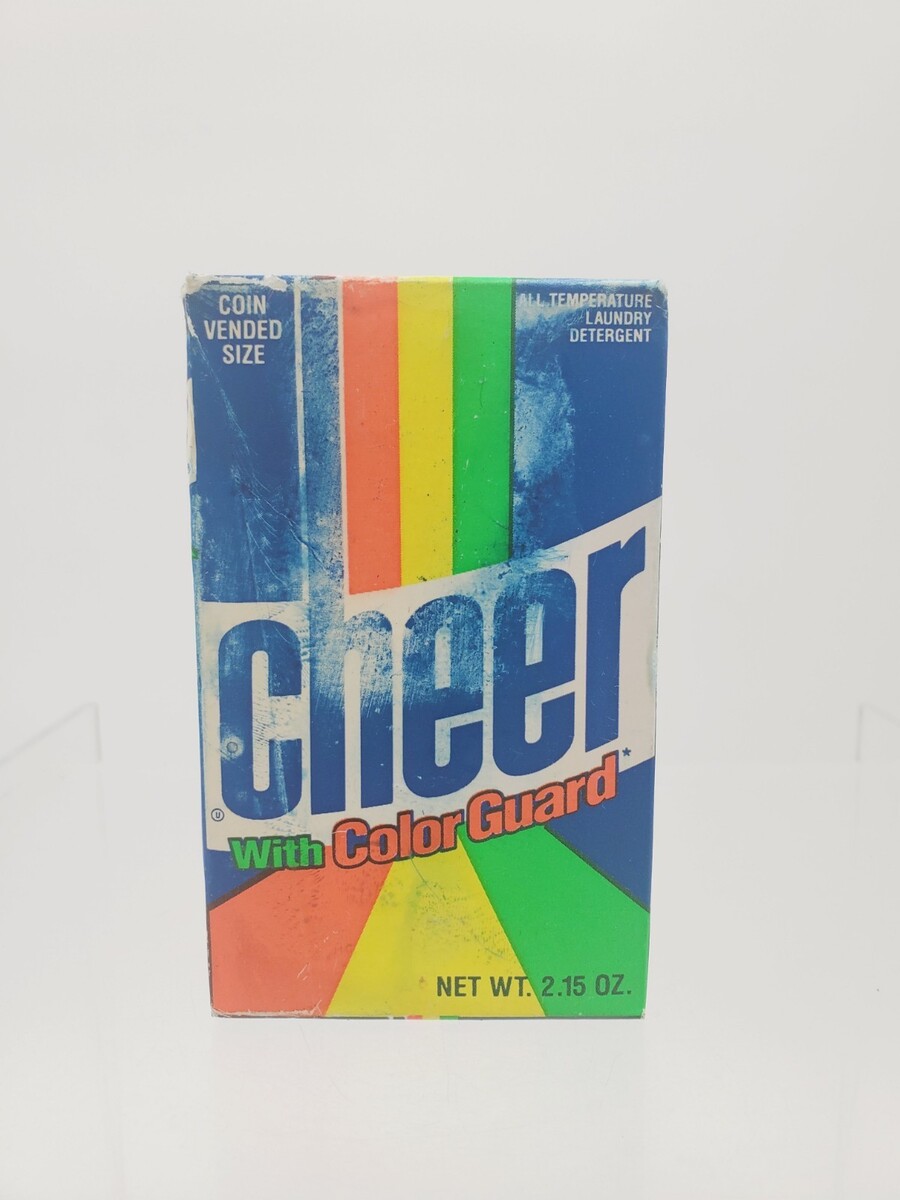 COIN
VENDED
SIZE
ALL TEMPERATURE
LAUNDRY
DETERGENT
cheer
U
With Color Guard*
NET WT. 2.15 OZ.